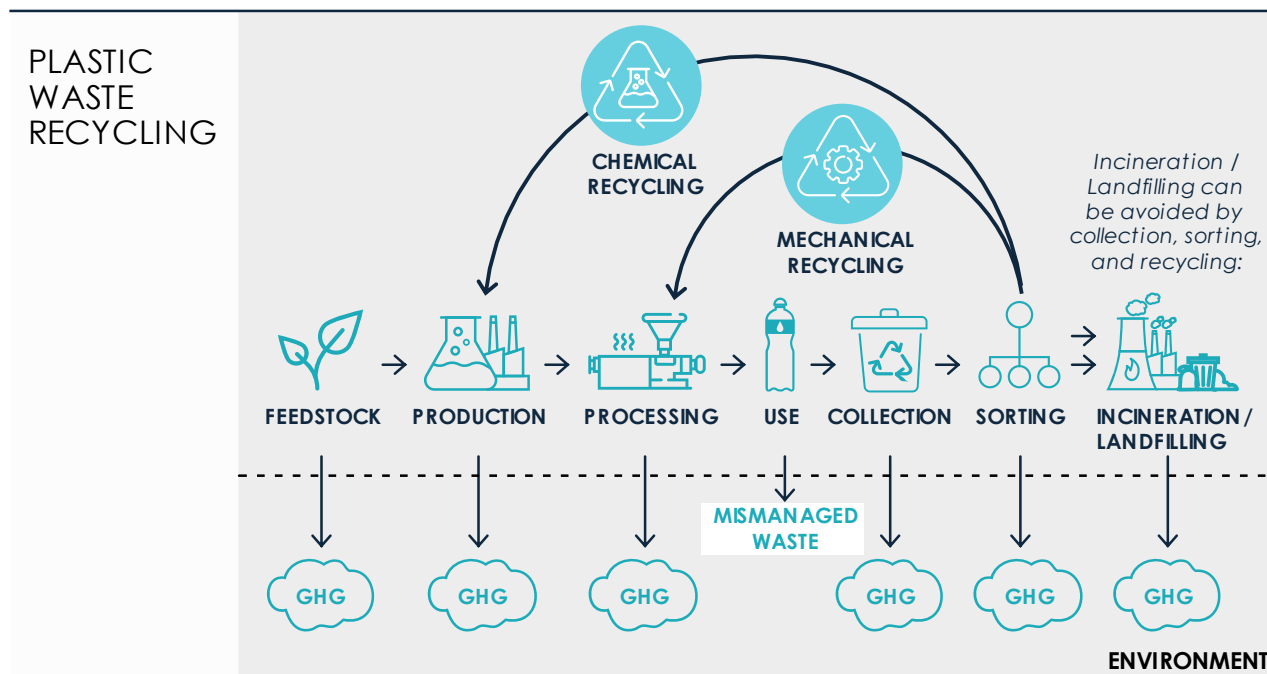 PLASTIC
WASTE
RECYCLING
CHEMICAL
RECYCLING
MECHANICAL
RECYCLING
Incineration /
Landfilling can
be avoided by
collection, sorting,
and recycling:
FEEDSTOCK
PRODUCTION
PROCESSING
USE
COLLECTION
SORTING
INCINERATION /
LANDFILLING
MISMANAGED
WASTE
GHG
GHG
GHG
GHG
GHG
GHG
ENVIRONMENT